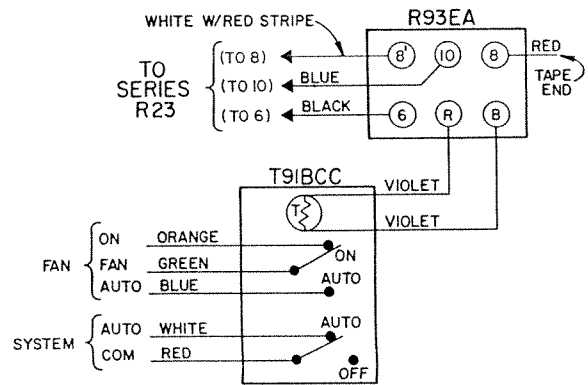 WHITE W/RED STRIPE
R93EA
TO
SERIES
R23
(TO 8)
(TO 10)
(TO 6)
BLUE
BLACK
8'
10
8
6
R
B
RED
TAPE
END
T91BCC
VIOLET
VIOLET
T
FAN
ON
FAN
AUTO
ORANGE
GREEN
BLUE
ON
AUTO
SYSTEM
AUTO
COM
WHITE
RED
AUTO
OFF